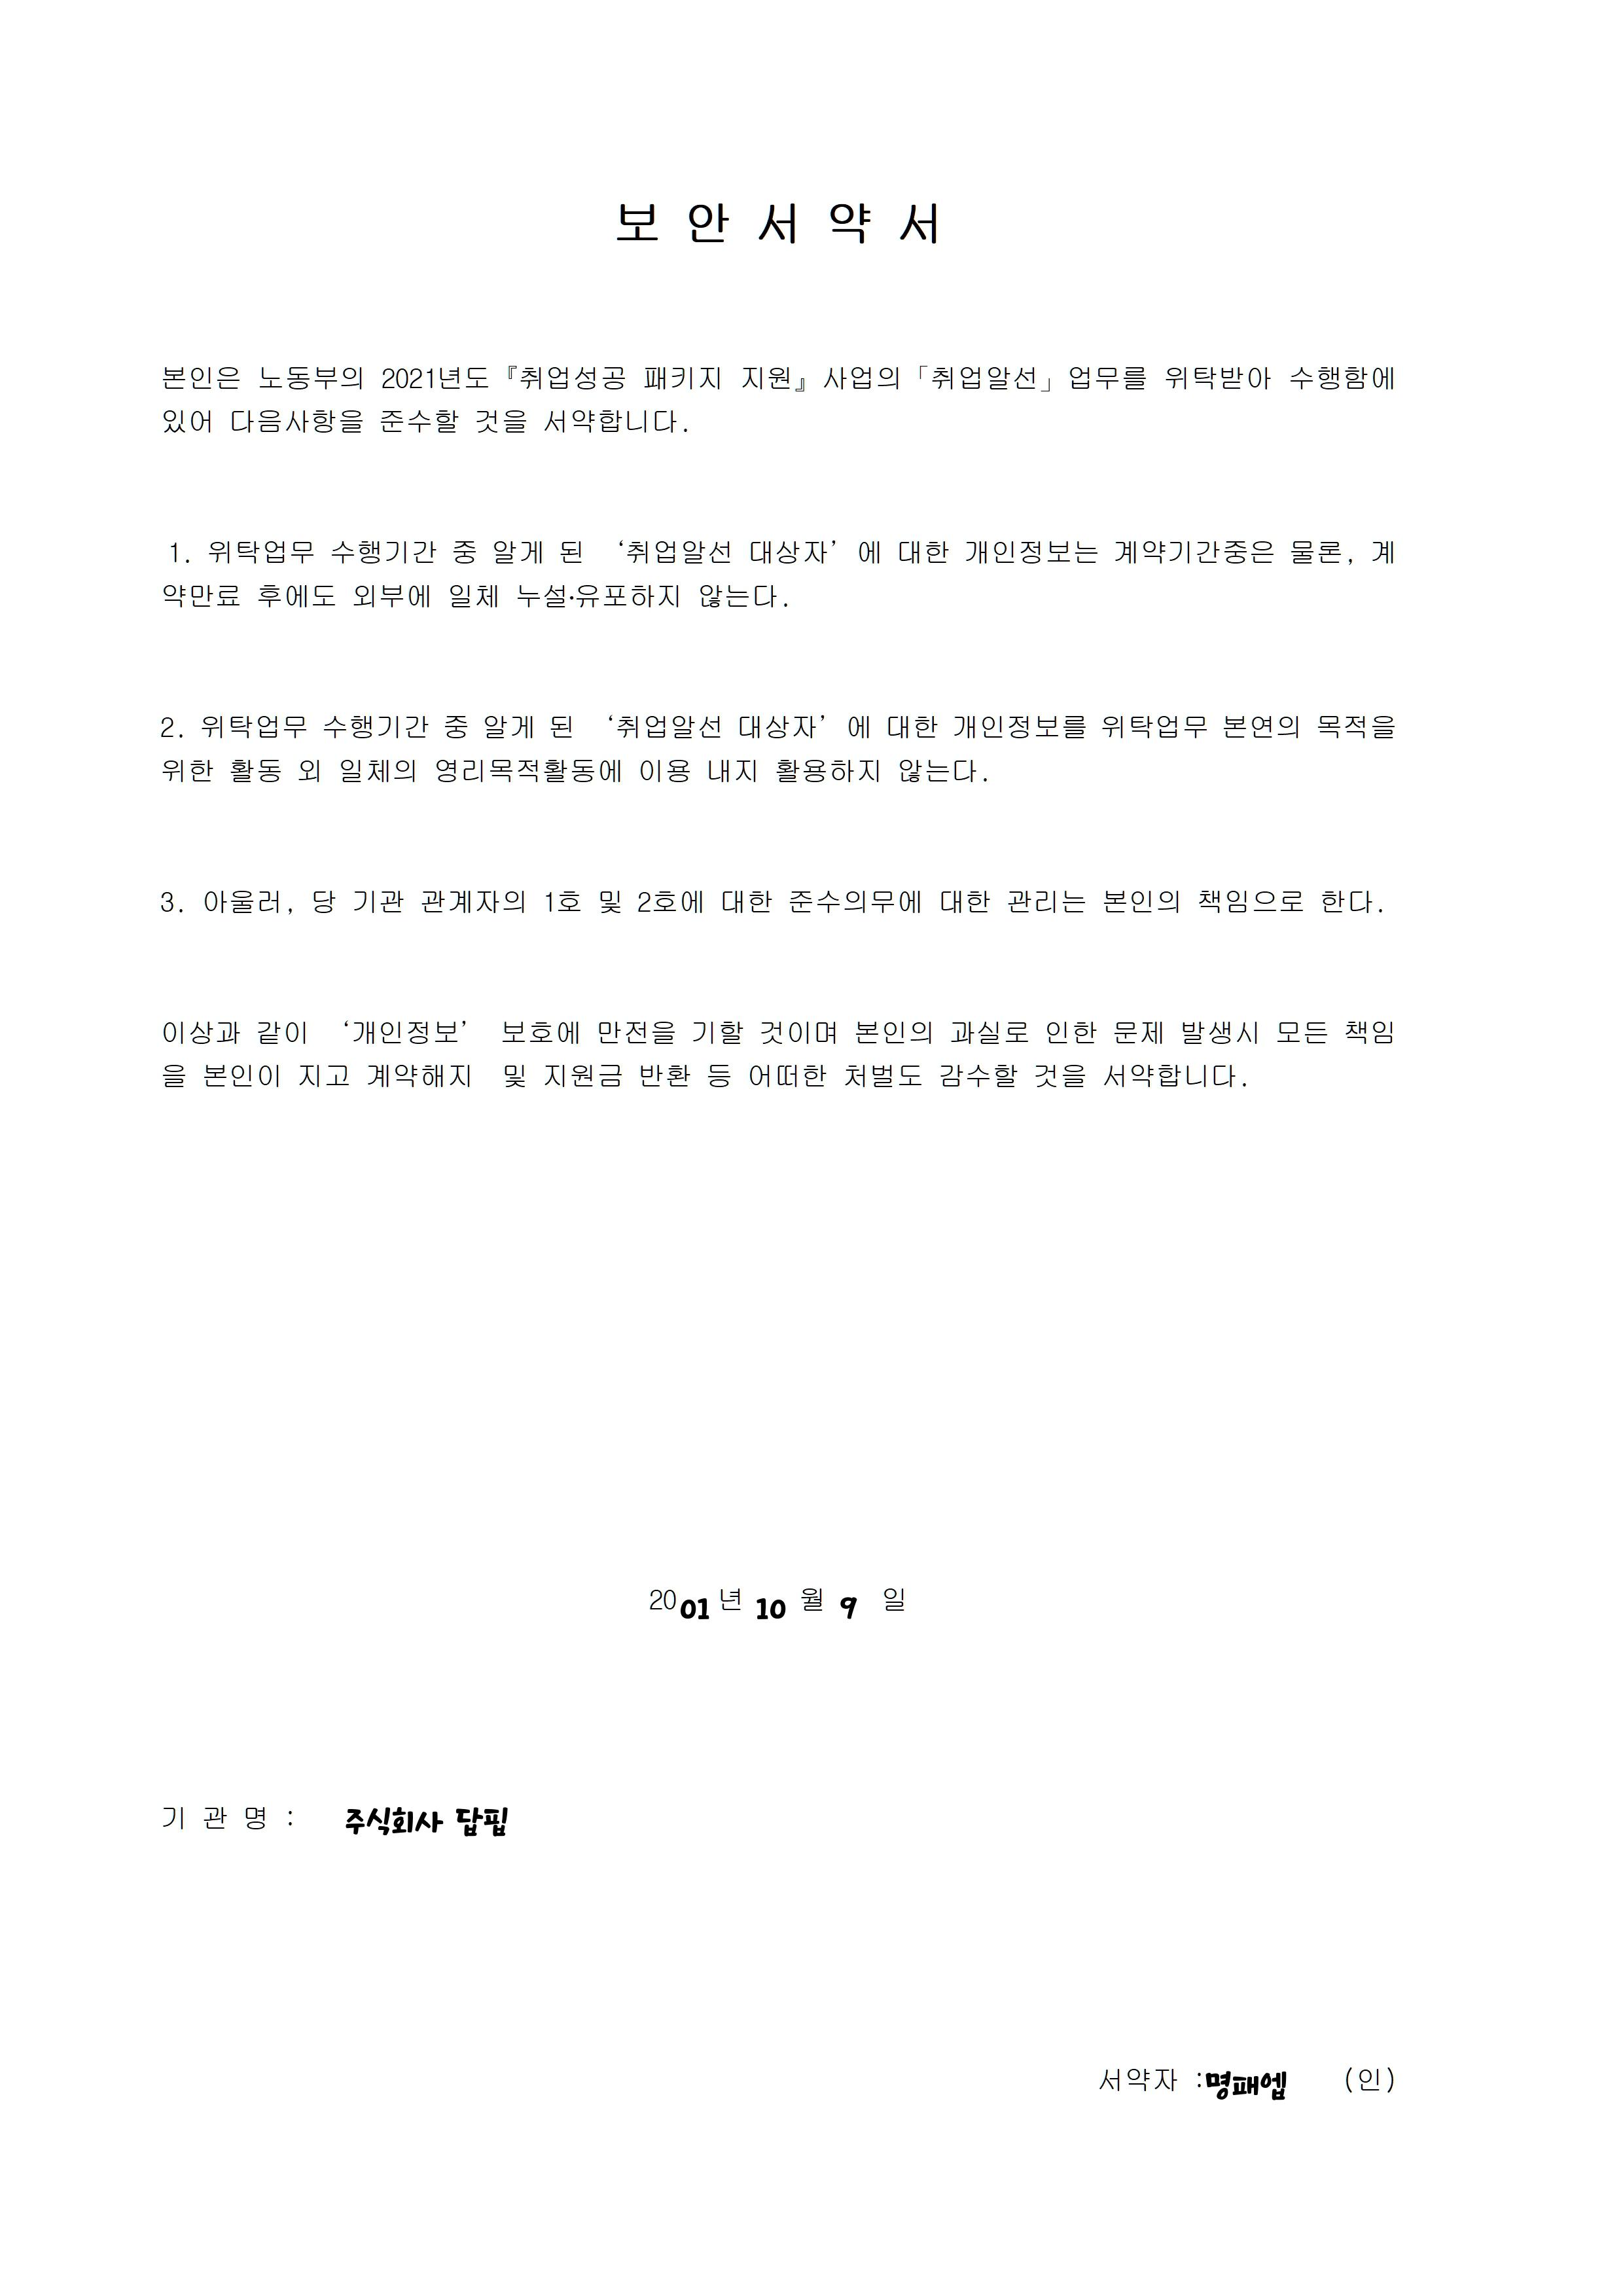 보 안 서 약 서
본인은 노동부의 2021년도『취업성공 패키지 지원』사업의「취업알선」업무를 위탁받아 수행함에
있어 다음사항을 준수할 것을 서약합니다.
1. 위탁업무 수행기간 중 알게 된 ‘취업알선 대상자’에 대한 개인정보는 계약기간중은 물론, 계
약만료 후에도 외부에 일체 누설·유포하지 않는다.
2. 위탁업무 수행기간 중 알게 된 ‘취업알선 대상자’에 대한 개인정보를 위탁업무 본연의 목적을
위한 활동 외 일체의 영리목적활동에 이용 내지 활용하지 않는다.
3. 아울러, 당 기관 관계자의 1호 및 2호에 대한 준수의무에 대한 관리는 본인의 책임으로 한다.
이상과 같이 ‘개인정보’ 보호에 만전을 기할 것이며 본인의 과실로 인한 문제 발생시 모든 책임
을 본인이 지고 계약해지 및 지원금 반환 등 어떠한 처벌도 감수할 것을 서약합니다.
2001 년 10 월 9 일
기 관 명 : 주식회사 답핍
서약자 :명패엡 (인)